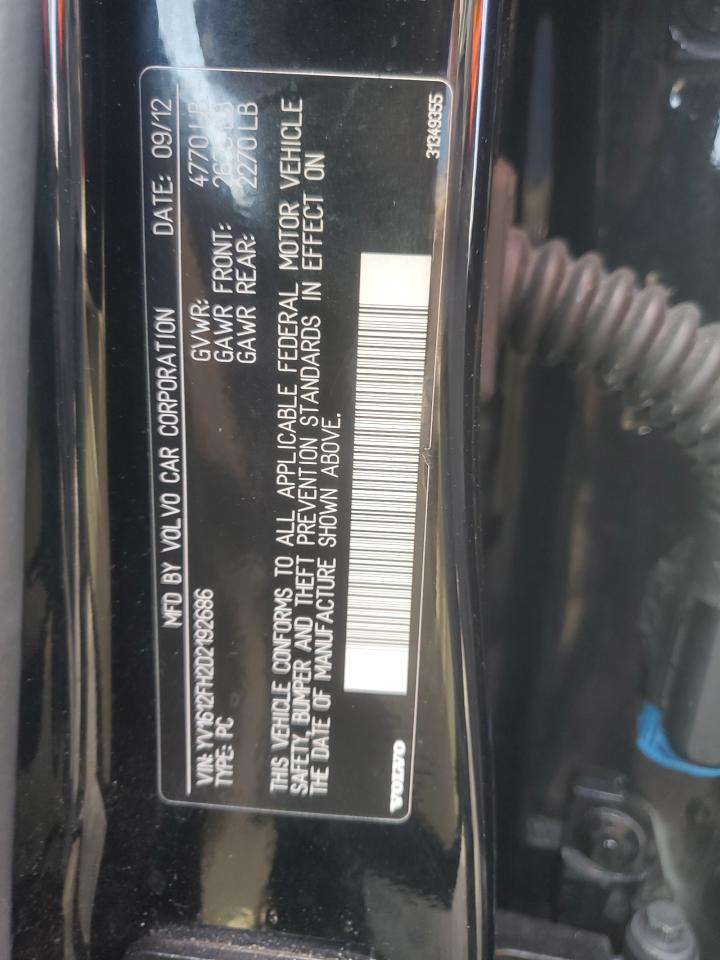 MFD BY VOLVO CAR CORPORATION DATE: 09/12
VIN: YV1612FH2D2192686 GVWR: 4770 LB
TYPE: PC GAWR FRONT: LB
GAWR REAR: 2270 LB
THIS VEHICLE CONFORMS TO ALL APPLICABLE FEDERAL MOTOR VEHICLE
SAFETY, BUMPER AND THEFT PREVENTION STANDARDS IN EFFECT ON
THE DATE OF MANUFACTURE SHOWN ABOVE.
VOLVO 31349355